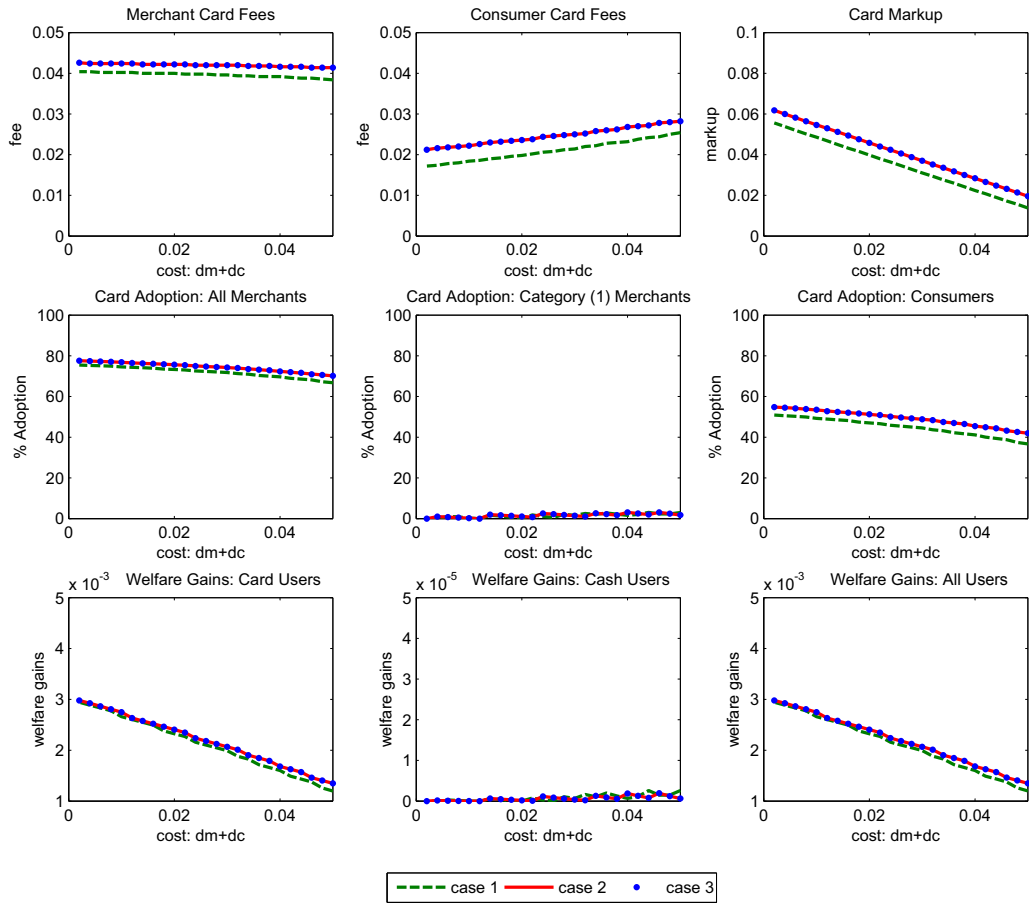 Merchant Card Fees
Consumer Card Fees
Card Markup
0.05
0.04
0.03
0.02
0.01
0
fee
0 0.02 0.04
cost: dm+dc
0.05
0.04
0.03
0.02
0.01
0
fee
0 0.02 0.04
cost: dm+dc
0.1
0.08
0.06
0.04
0.02
0
markup
0 0.02 0.04
cost: dm+dc
Card Adoption: All Merchants
Card Adoption: Category (1) Merchants
Card Adoption: Consumers
100
80
60
40
20
0
% Adoption
0 0.02 0.04
cost: dm+dc
100
80
60
40
20
0
% Adoption
0 0.02 0.04
cost: dm+dc
100
80
60
40
20
0
% Adoption
0 0.02 0.04
cost: dm+dc
x 10⁻³ Welfare Gains: Card Users
x 10⁻⁵ Welfare Gains: Cash Users
x 10⁻³ Welfare Gains: All Users
5
4
3
2
1
welfare gains
0 0.02 0.04
cost: dm+dc
5
4
3
2
1
0
welfare gains
0 0.02 0.04
cost: dm+dc
5
4
3
2
1
welfare gains
0 0.02 0.04
cost: dm+dc
case 1 case 2 case 3